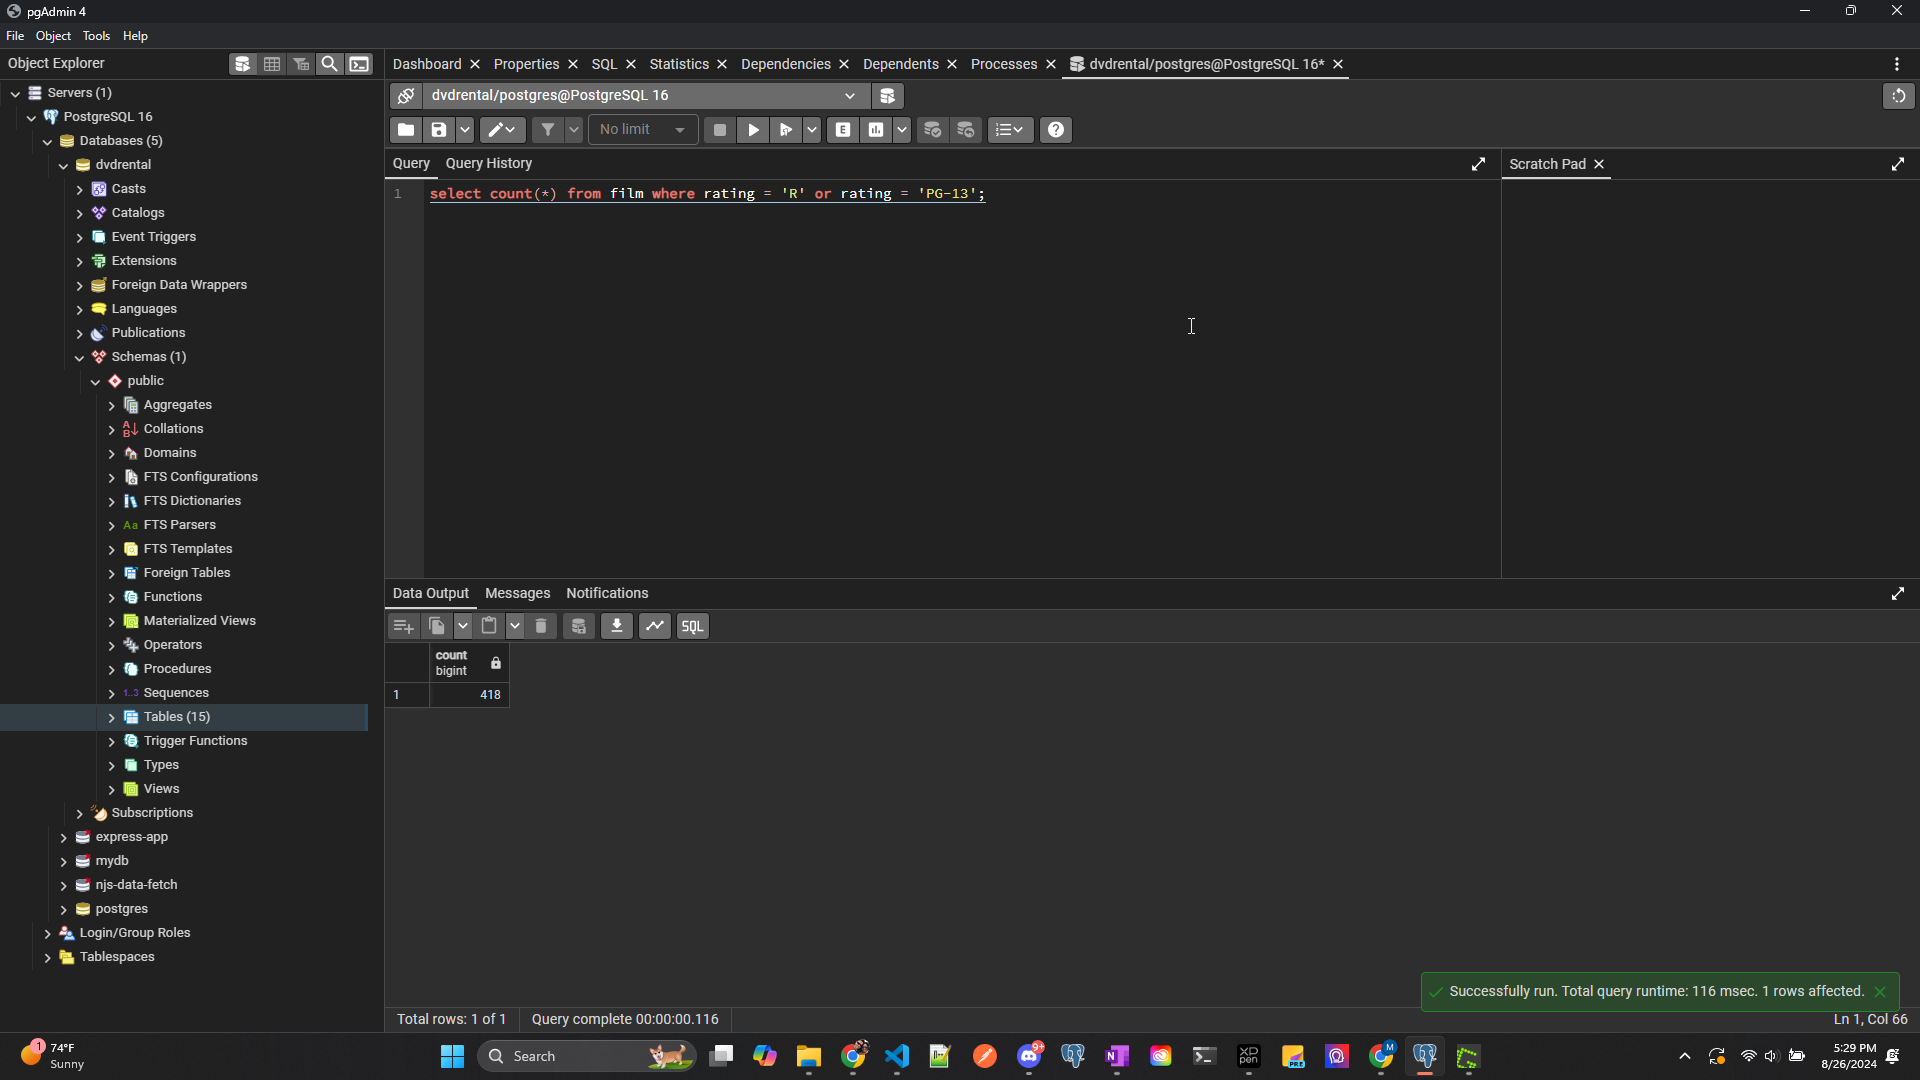 pgAdmin 4
File Object Tools Help
Object Explorer
Dashboard Properties SQL Statistics Dependencies Dependents Processes dvdrental/postgres@PostgreSQL 16*
Servers (1)
PostgreSQL 16
Databases (5)
dvdrental
Casts
Catalogs
Event Triggers
Extensions
Foreign Data Wrappers
Languages
Publications
Schemas (1)
public
Aggregates
Collations
Domains
FTS Configurations
FTS Dictionaries
FTS Parsers
FTS Templates
Foreign Tables
Functions
Materialized Views
Operators
Procedures
1..3 Sequences
Tables (15)
Trigger Functions
Types
Views
Subscriptions
express-app
mydb
njs-data-fetch
postgres
Login/Group Roles
Tablespaces
dvdrental/postgres@PostgreSQL 16
No limit
E
Query Query History
Scratch Pad
1 select count(*) from film where rating = 'R' or rating = 'PG-13';
Data Output Messages Notifications
SQL
count
bigint
1 418
Successfully run. Total query runtime: 116 msec. 1 rows affected.
Total rows: 1 of 1 Query complete 00:00:00.116
Ln 1, Col 66
1 74°F
Sunny
Search
9+
M
5:29 PM
8/26/2024